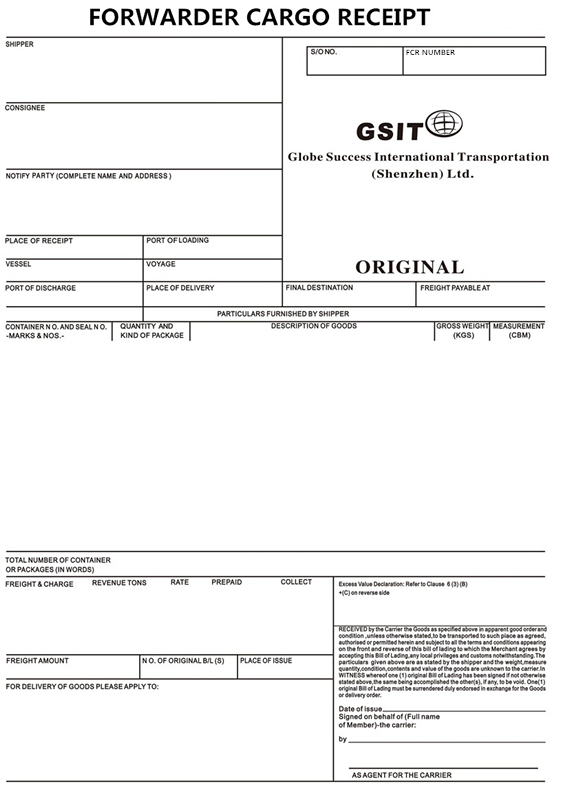 FORWARDER CARGO RECEIPT
SHIPPER
S/O NO.
FCR NUMBER
CONSIGNEE
GSIT
Globe Success International Transportation
(Shenzhen) Ltd.
NOTIFY PARTY (COMPLETE NAME AND ADDRESS )
PLACE OF RECEIPT
PORT OF LOADING
VESSEL
VOYAGE
ORIGINAL
PORT OF DISCHARGE
PLACE OF DELIVERY
FINAL DESTINATION
FREIGHT PAYABLE AT
PARTICULARS FURNISHED BY SHIPPER
CONTAINER N O. AND SEAL N O.
-MARKS & NOS.-
QUANTITY AND
KIND OF PACKAGE
DESCRIPTION OF GOODS
GROSS WEIGHT
(KGS)
MEASUREMENT
(CBM)
TOTAL NUMBER OF CONTAINER
OR PACKAGES (IN WORDS)
FREIGHT & CHARGE
REVENUE TONS
RATE
PREPAID
COLLECT
Excess Value Declaration: Refer to Clause 6 (3) (B)
+(C) on reverse side
RECEIVED by the Carrier the Goods as specified above in apparent good order and
condition ,unless otherwise stated,to be transported to such place as agreed,
authorised or permitted herein and subject to all the terms and conditions appearing
on the front and reverse of this bill of lading to which the Merchant agrees by
accepting this Bill of Lading,any local privileges and customs notwithstanding.The
particulars given above are as stated by the shipper and the weight,measure
quantity,condition,contents and value of the goods are unknown to the carrier.In
WITNESS whereof one (1) original Bill of Lading has been signed if not otherwise
stated above,the same being accomplished the other(s), if any, to be void. One(1)
original Bill of Lading must be surrendered duly endorsed in exchange for the Goods
or delivery order.
FREIGHT AMOUNT
N O. OF ORIGINAL B/L (S)
PLACE OF ISSUE
FOR DELIVERY OF GOODS PLEASE APPLY TO:
Date of issue
Signed on behalf of (Full name
of Member)-the carrier:
by
AS AGENT FOR THE CARRIER